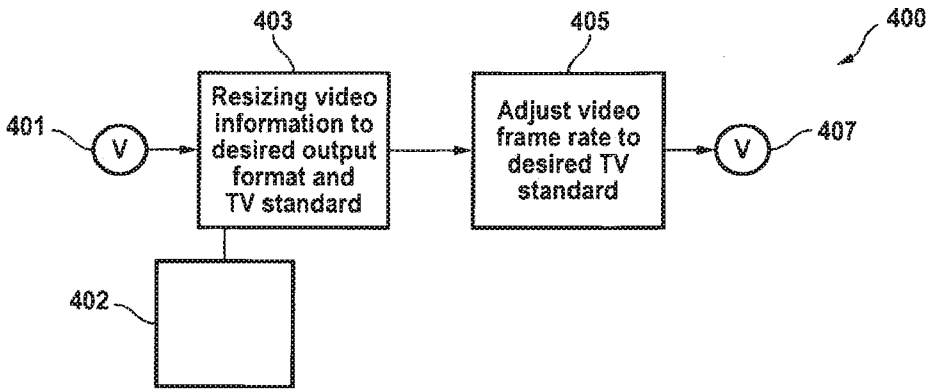 403
405
400
401
V
Resizing video
information to
desired output
format and
TV standard
Adjust video
frame rate to
desired TV
standard
V
407
402